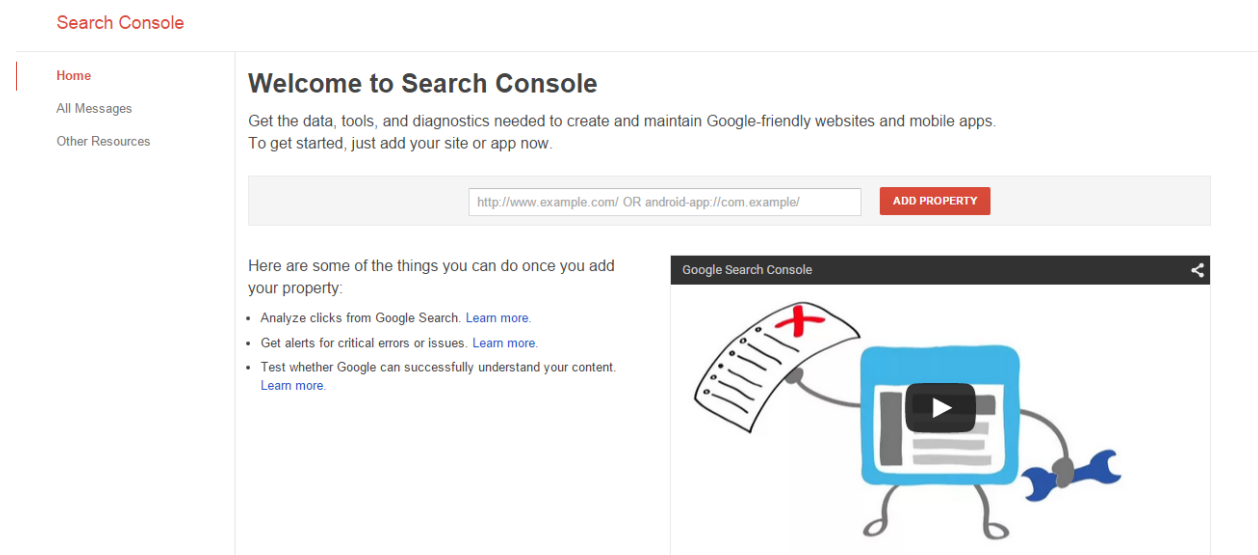 Search Console
Home
All Messages
Other Resources
Welcome to Search Console
Get the data, tools, and diagnostics needed to create and maintain Google-friendly websites and mobile apps.
To get started, just add your site or app now.
http://www.example.com/ OR android-app://com.example/
ADD PROPERTY
Here are some of the things you can do once you add
your property:
• Analyze clicks from Google Search. Learn more.
• Get alerts for critical errors or issues. Learn more.
• Test whether Google can successfully understand your content.
Learn more.
Google Search Console